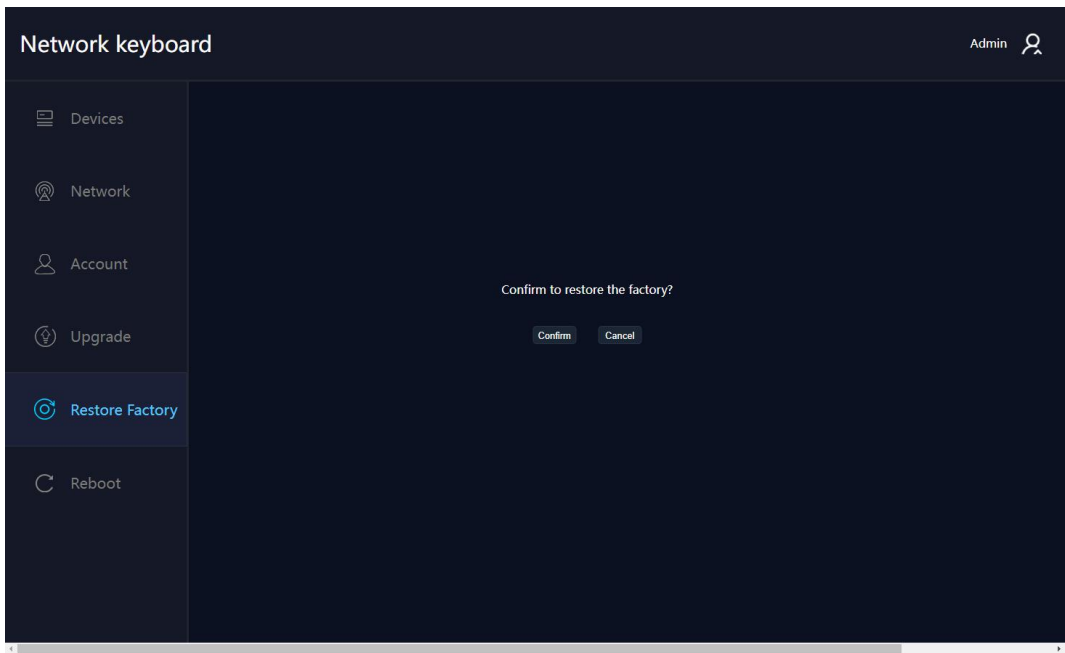 Network keyboard
Admin
Devices
Network
Account
Upgrade
Restore Factory
Reboot
Confirm to restore the factory?
Confirm Cancel